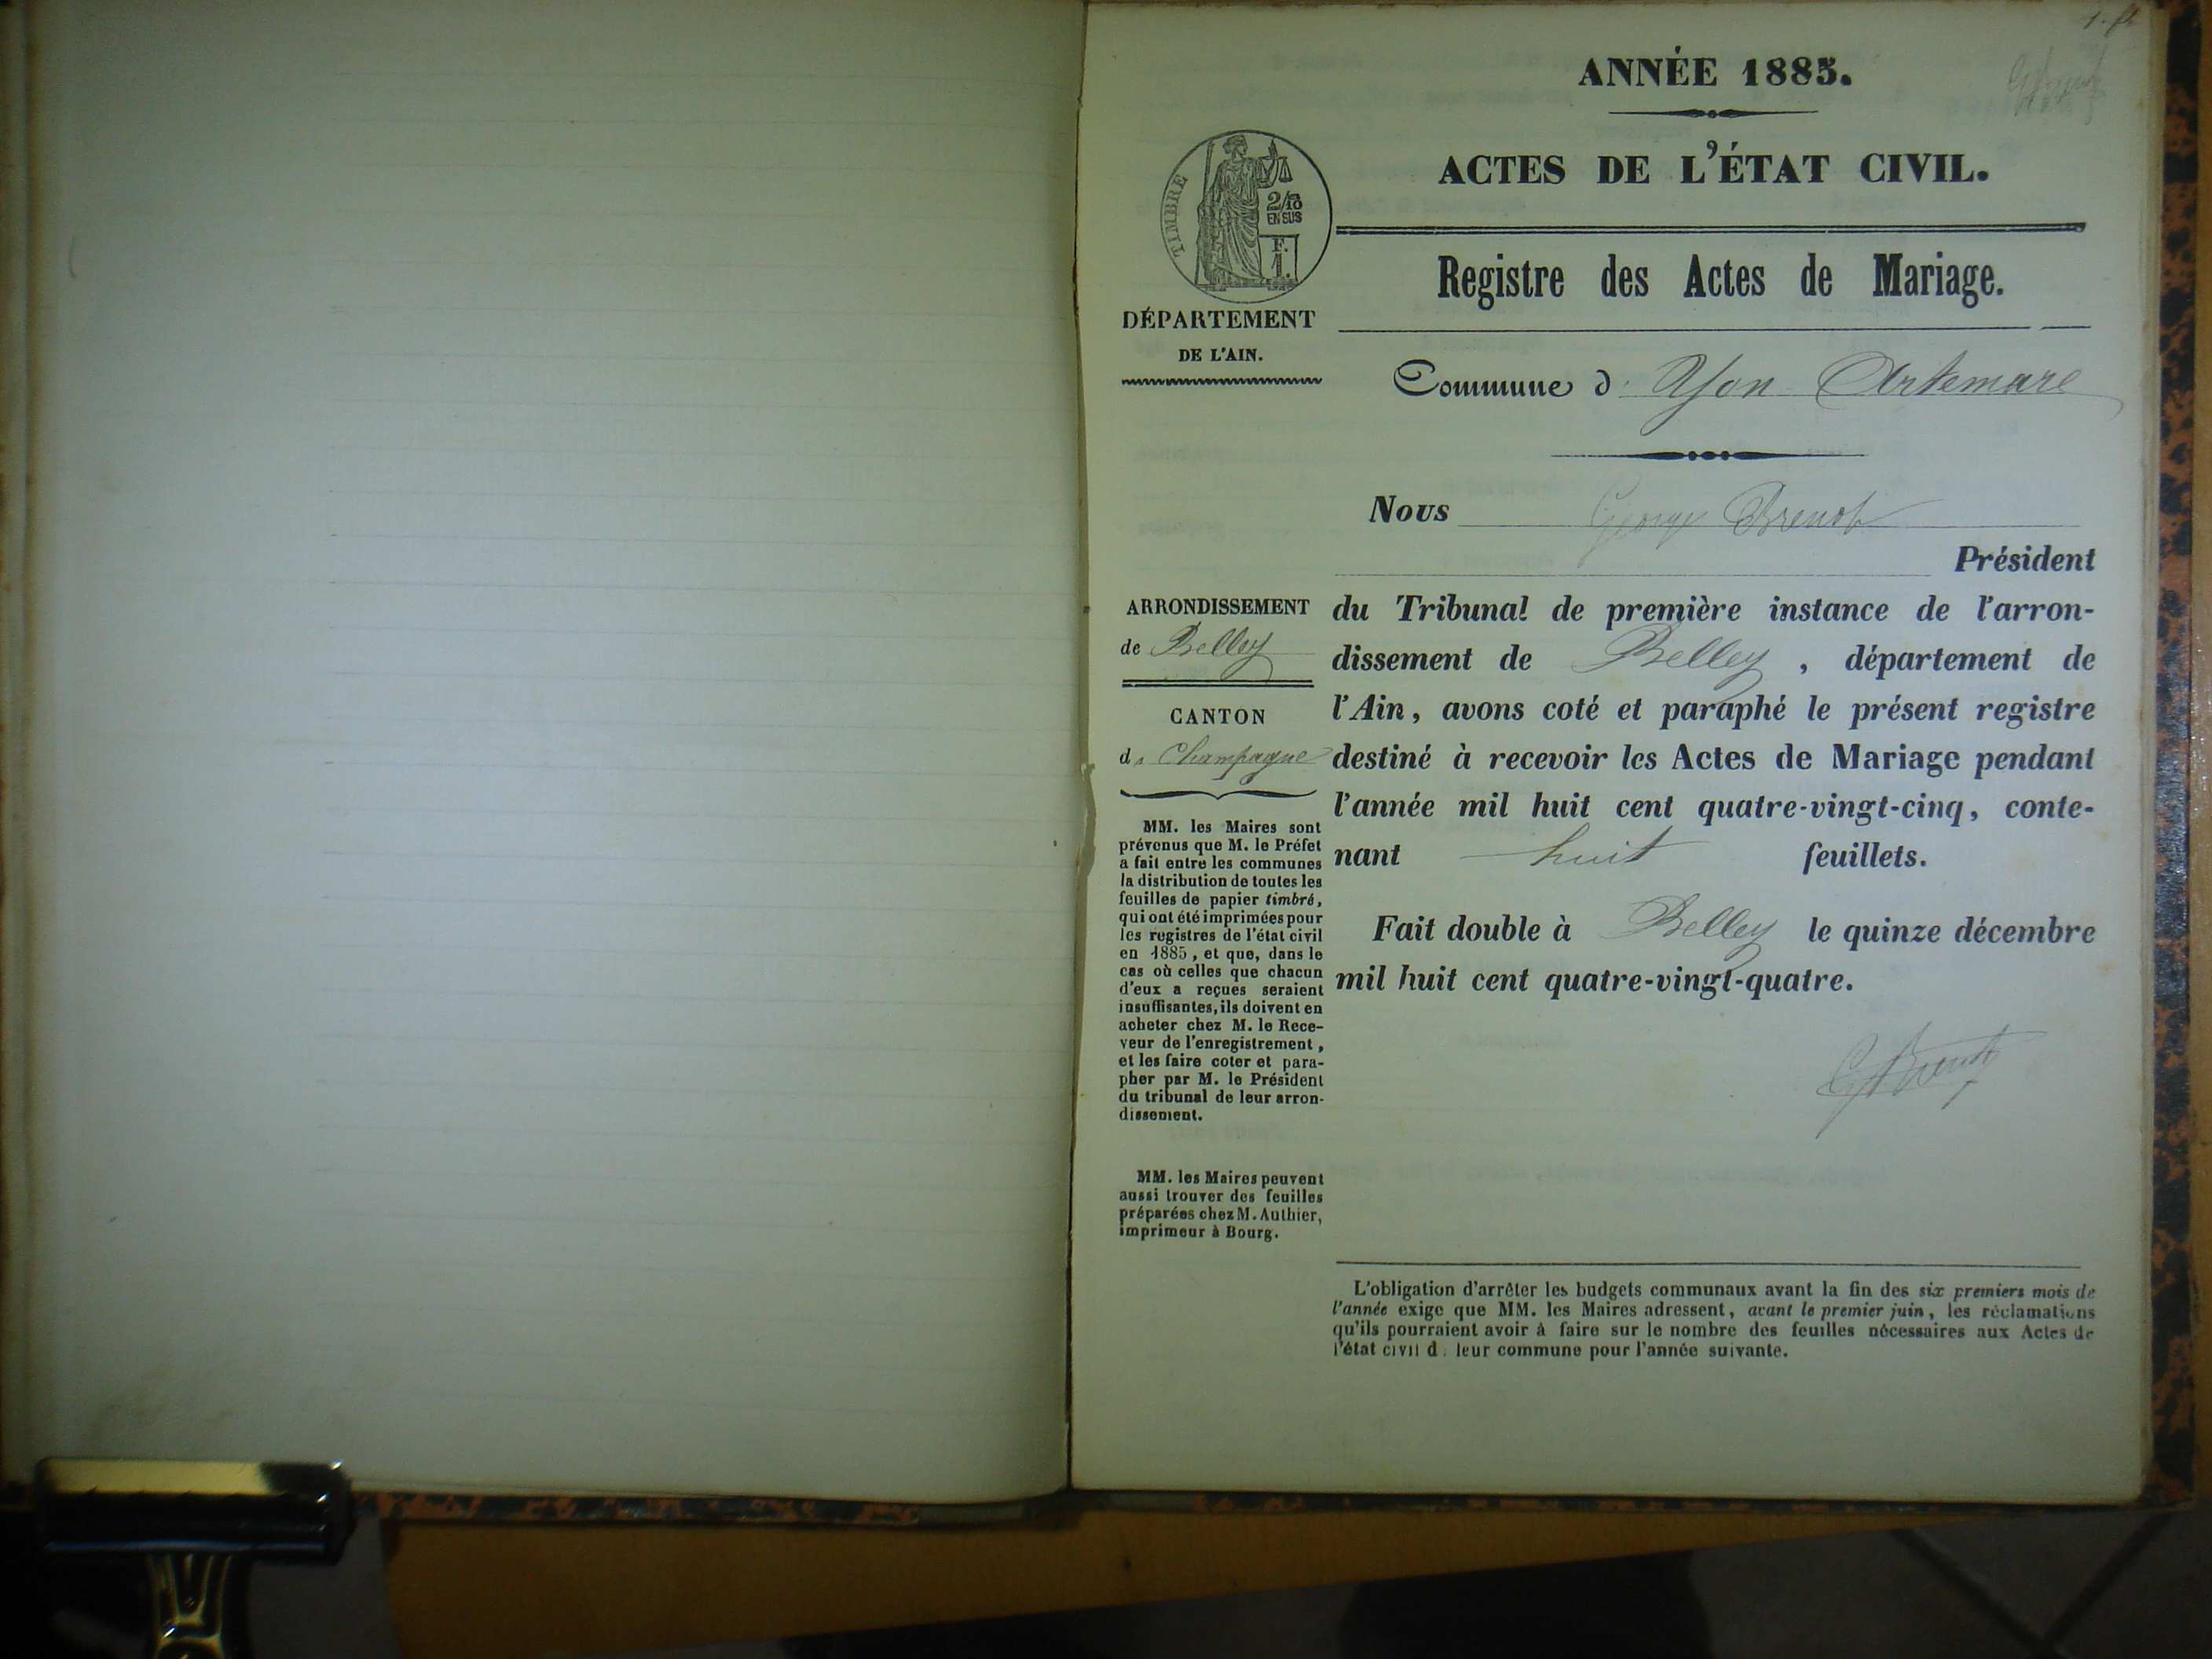 ANNÉE 1885.
ACTES DE L'ÉTAT CIVIL.
TIMBRE
2/10
EN SUS
F.
1.
Registre des Actes de Mariage.
DÉPARTEMENT
DE L'AIN.
Commune d' Yon Artemare
Nous George Brenot
Président
du Tribunal de première instance de l'arron-
dissement de Belley, département de
l'Ain, avons coté et paraphé le présent registre
destiné à recevoir les Actes de Mariage pendant
l'année mil huit cent quatre-vingt-cinq, conte-
nant huit feuillets.
Fait double à Belley le quinze décembre
mil huit cent quatre-vingt-quatre.
G Brenot
ARRONDISSEMENT
de Belley
CANTON
d. Champagne
MM. les Maires sont
prévenus que M. le Préfet
a fait entre les communes
la distribution de toutes les
feuilles de papier timbré,
qui ont été imprimées pour
les registres de l'état civil
en 1885, et que, dans le
cas où celles que chacun
d'eux a reçues seraient
insuffisantes, ils doivent en
acheter chez M. le Rece-
veur de l'enregistrement,
et les faire coter et para-
pher par M. le Président
du tribunal de leur arron-
dissement.
MM. les Maires peuvent
aussi trouver des feuilles
préparées chez M. Authier,
imprimeur à Bourg.
L'obligation d'arrêter les budgets communaux avant la fin des six premiers mois de
l'année exige que MM. les Maires adressent, avant le premier juin, les réclamations
qu'ils pourraient avoir à faire sur le nombre des feuilles nécessaires aux Actes de
l'état civil d. leur commune pour l'année suivante.